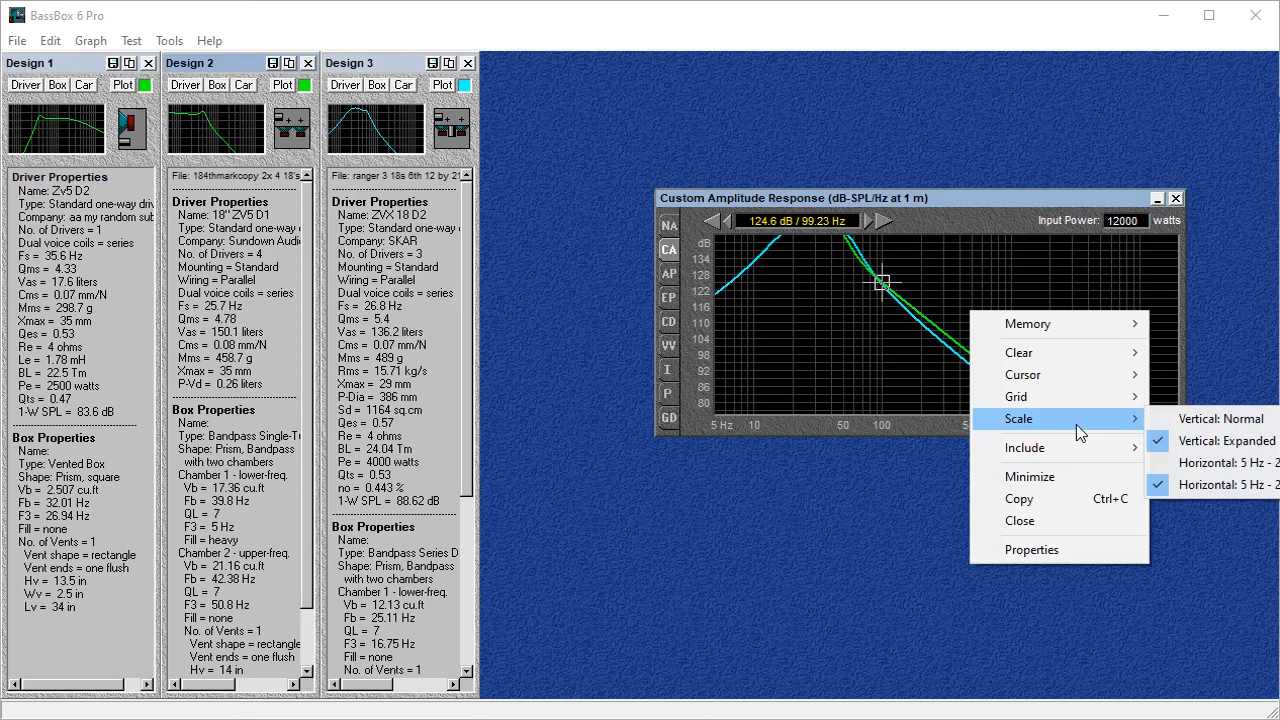 BassBox 6 Pro
File Edit Graph Test Tools Help
Design 1
Driver Box Car Plot
Driver Properties
Name: Zv5 D2
Type: Standard one-way driv
Company: aa my random sub
No. of Drivers = 1
Dual voice coils = series
Fs = 35.6 Hz
Qms = 4.33
Vas = 17.6 liters
Cms = 0.07 mm/N
Mms = 298.7 g
Xmax = 35 mm
Qes = 0.53
Re = 4 ohms
Le = 1.78 mH
BL = 22.5 Tm
Pe = 2500 watts
Qts = 0.47
1-W SPL = 83.6 dB
Box Properties
Name:
Type: Vented Box
Shape: Prism, square
Vb = 2.507 cu.ft
Fb = 32.01 Hz
F3 = 26.94 Hz
Fill = none
No. of Vents = 1
Vent shape = rectangle
Vent ends = one flush
Hv = 13.5 in
Wv = 2.5 in
Lv = 34 in
Design 2
Driver Box Car Plot
File: 184thmarkcopy 2x 4 18's
Driver Properties
Name: 18" ZV5 D1
Type: Standard one-way
Company: Sundown Audi
No. of Drivers = 4
Mounting = Standard
Wiring = Parallel
Dual voice coils = series
Fs = 25.7 Hz
Qms = 4.78
Vas = 150.1 liters
Cms = 0.08 mm/N
Mms = 458.7 g
Xmax = 35 mm
P-Vd = 0.26 liters
Box Properties
Name:
Type: Bandpass Single-Tu
Shape: Prism, Bandpass
with two chambers
Chamber 1 - lower-freq.
Vb = 17.36 cu.ft
Fb = 39.8 Hz
QL = 7
F3 = 5 Hz
Fill = heavy
Chamber 2 - upper-freq.
Vb = 21.16 cu.ft
Fb = 42.38 Hz
QL = 7
F3 = 50.8 Hz
Fill = none
No. of Vents = 1
Vent shape = rectangle
Vent ends = one flush
Hv = 14 in
Design 3
Driver Box Car Plot
File: ranger 3 18s 6th 12 by 21
Driver Properties
Name: ZVX 18 D2
Type: Standard one-way
Company: SKAR
No. of Drivers = 3
Mounting = Standard
Wiring = Parallel
Dual voice coils = series
Fs = 26.8 Hz
Qms = 5.4
Vas = 136.2 liters
Cms = 0.07 mm/N
Mms = 489 g
Rms = 15.71 kg/s
Xmax = 29 mm
P-Dia = 386 mm
Sd = 1164 sq.cm
Qes = 0.57
Re = 4 ohms
BL = 24.04 Tm
Pe = 4000 watts
Qts = 0.53
no = 0.443 %
1-W SPL = 88.62 dB
Box Properties
Name:
Type: Bandpass Series D
Shape: Prism, Bandpass
with two chambers
Chamber 1 - lower-freq.
Vb = 12.13 cu.ft
Fb = 25.11 Hz
QL = 7
F3 = 16.75 Hz
Fill = none
No. of Vents = 1
Custom Amplitude Response (dB-SPL/Hz at 1 m)
124.6 dB / 99.23 Hz
Input Power: 12000 watts
NA
CA
AP
EP
CD
VV
I
P
GD
dB
134
128
122
116
110
104
98
92
86
80
5 Hz 10 50 100 5
Memory
Clear
Cursor
Grid
Scale
Include
Minimize
Copy Ctrl+C
Close
Properties
Vertical: Normal
Vertical: Expanded
Horizontal: 5 Hz - 2
Horizontal: 5 Hz - 2